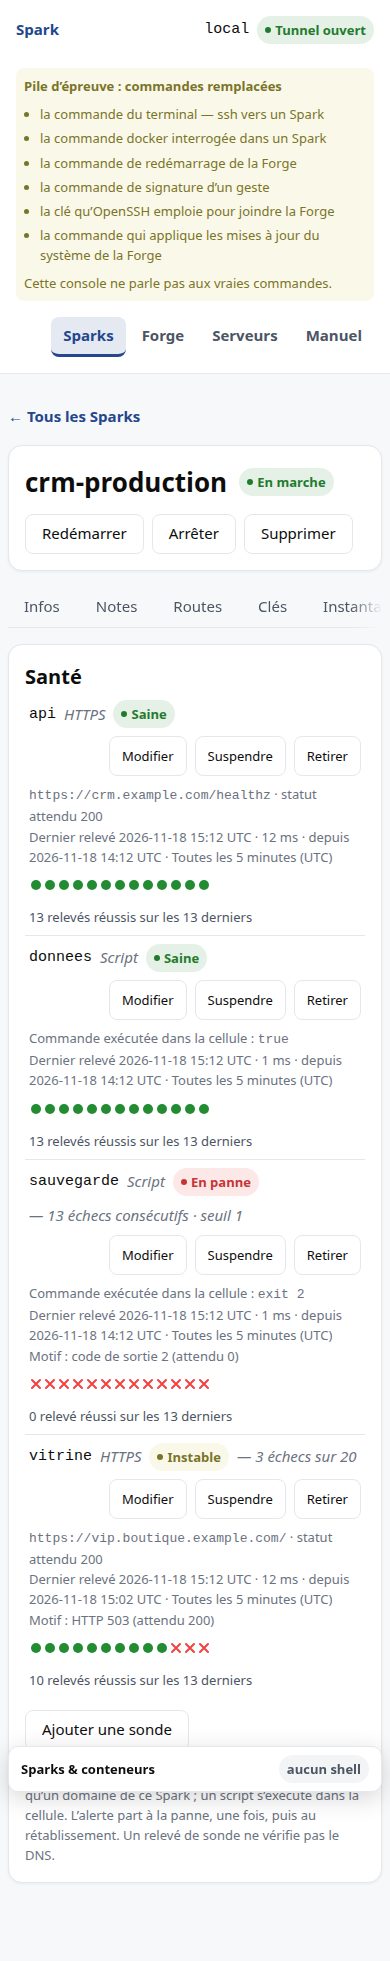 Spark
local
Tunnel ouvert
Pile d’épreuve : commandes remplacées
la commande du terminal — ssh vers un Spark
la commande docker interrogée dans un Spark
la commande de redémarrage de la Forge
la commande de signature d’un geste
la clé qu’OpenSSH emploie pour joindre la Forge
la commande qui applique les mises à jour du
système de la Forge
Cette console ne parle pas aux vraies commandes.
Sparks Forge Serveurs Manuel
← Tous les Sparks
crm-production
En marche
Redémarrer Arrêter Supprimer
Infos Notes Routes Clés Instanta
Santé
api HTTPS Saine
Modifier Suspendre Retirer
https://crm.example.com/healthz · statut
attendu 200
Dernier relevé 2026-11-18 15:12 UTC · 12 ms · depuis
2026-11-18 14:12 UTC · Toutes les 5 minutes (UTC)
13 relevés réussis sur les 13 derniers
donnees Script Saine
Modifier Suspendre Retirer
Commande exécutée dans la cellule : true
Dernier relevé 2026-11-18 15:12 UTC · 1 ms · depuis
2026-11-18 14:12 UTC · Toutes les 5 minutes (UTC)
13 relevés réussis sur les 13 derniers
sauvegarde Script En panne
— 13 échecs consécutifs · seuil 1
Modifier Suspendre Retirer
Commande exécutée dans la cellule : exit 2
Dernier relevé 2026-11-18 15:12 UTC · 1 ms · depuis
2026-11-18 14:12 UTC · Toutes les 5 minutes (UTC)
Motif : code de sortie 2 (attendu 0)
0 relevé réussi sur les 13 derniers
vitrine HTTPS Instable — 3 échecs sur 20
Modifier Suspendre Retirer
https://vip.boutique.example.com/ · statut
attendu 200
Dernier relevé 2026-11-18 15:12 UTC · 12 ms · depuis
2026-11-18 15:02 UTC · Toutes les 5 minutes (UTC)
Motif : HTTP 503 (attendu 200)
10 relevés réussis sur les 13 derniers
Ajouter une sonde
Sparks & conteneurs
aucun shell
qu’un domaine de ce Spark ; un script s’exécute dans la
cellule. L’alerte part à la panne, une fois, puis au
rétablissement. Un relevé de sonde ne vérifie pas le
DNS.